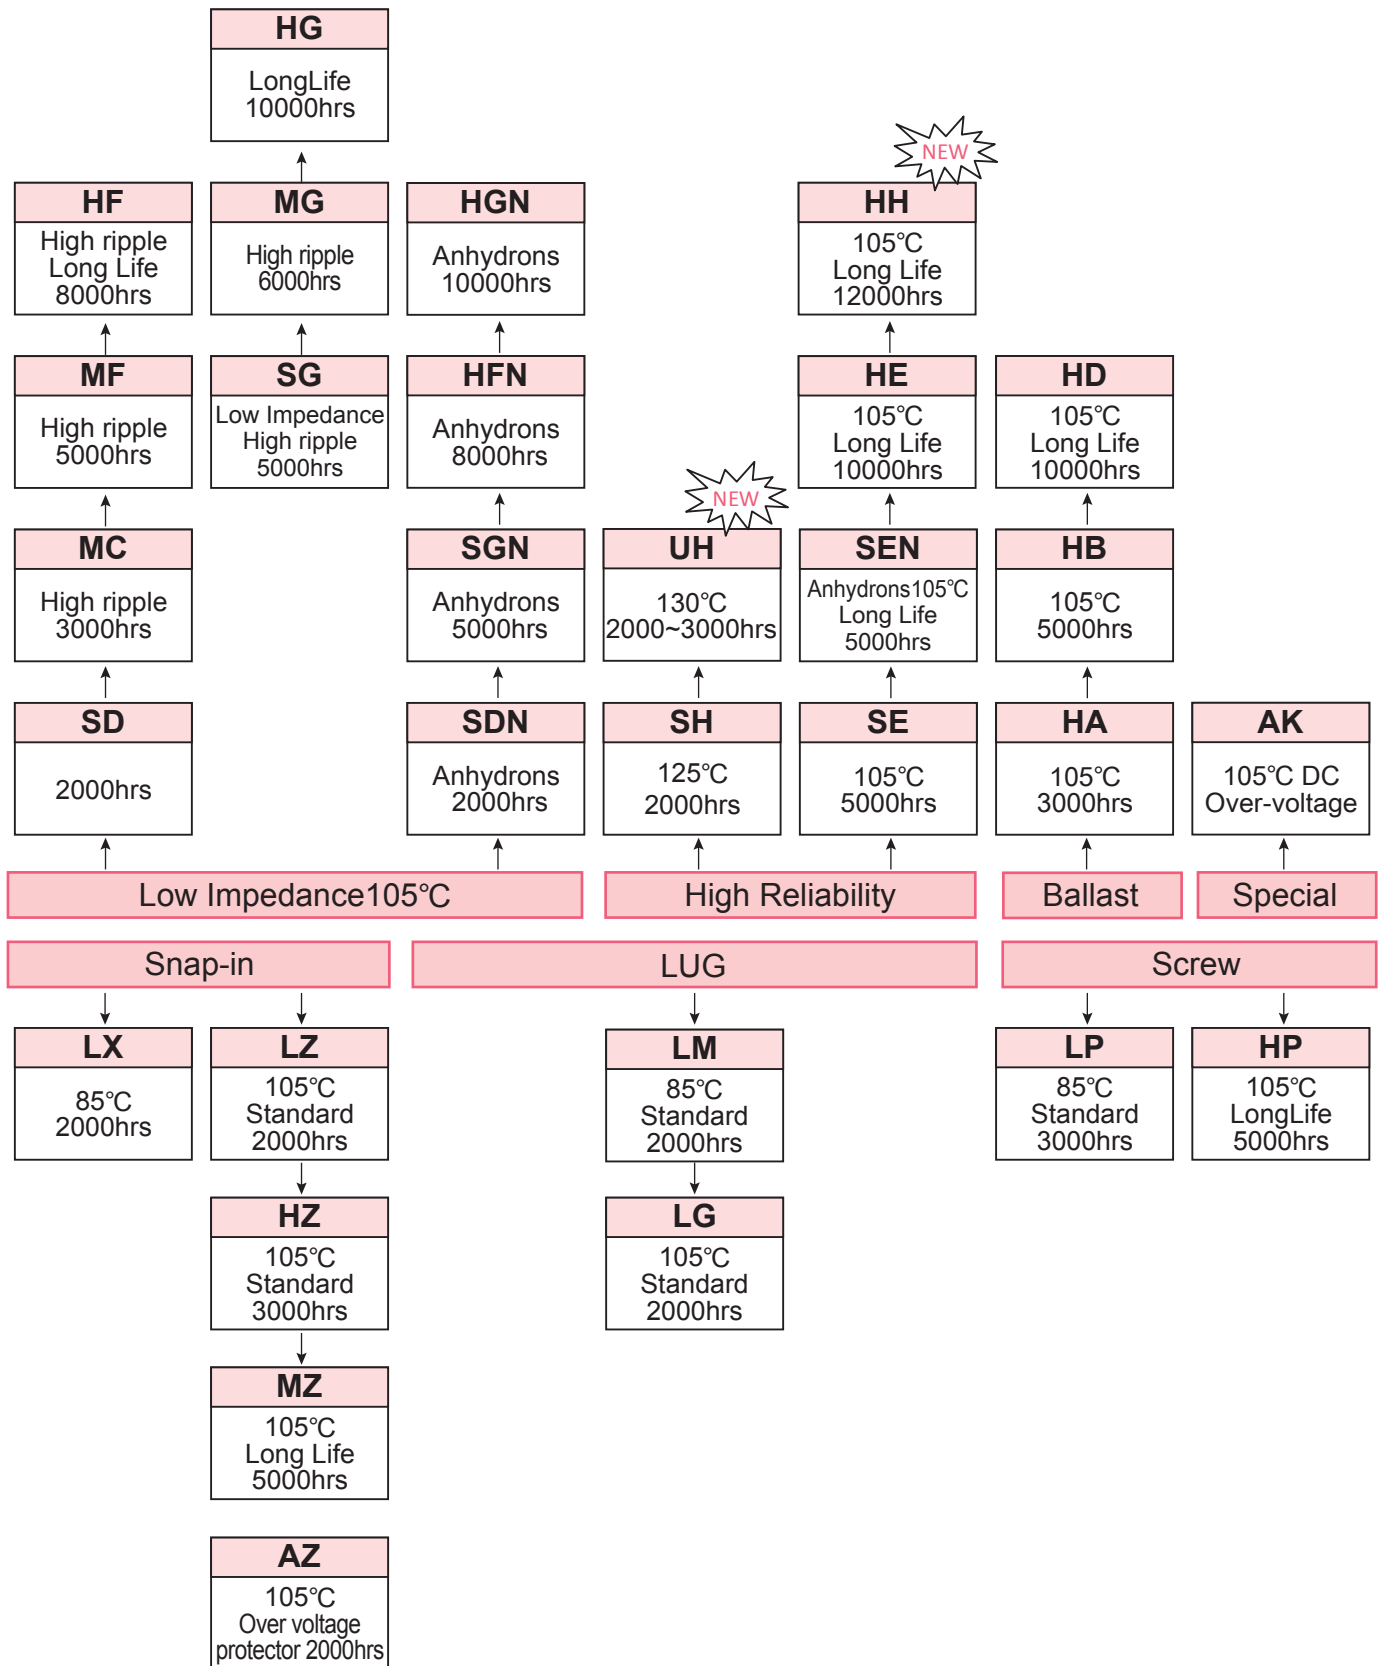 HG
LongLife
10000hrs
NEW
HF
High ripple
Long Life
8000hrs
MG
High ripple
6000hrs
HGN
Anhydrons
10000hrs
HH
105℃
Long Life
12000hrs
MF
High ripple
5000hrs
SG
Low Impedance
High ripple
5000hrs
HFN
Anhydrons
8000hrs
HE
105℃
Long Life
10000hrs
HD
105℃
Long Life
10000hrs
NEW
MC
High ripple
3000hrs
SGN
Anhydrons
5000hrs
UH
130℃
2000~3000hrs
SEN
Anhydrons105℃
Long Life
5000hrs
HB
105℃
5000hrs
SD
2000hrs
SDN
Anhydrons
2000hrs
SH
125℃
2000hrs
SE
105℃
5000hrs
HA
105℃
3000hrs
AK
105℃ DC
Over-voltage
Low Impedance105℃
High Reliability
Ballast
Special
Snap-in
LUG
Screw
LX
85℃
2000hrs
LZ
105℃
Standard
2000hrs
LM
85℃
Standard
2000hrs
LP
85℃
Standard
3000hrs
HP
105℃
LongLife
5000hrs
HZ
105℃
Standard
3000hrs
LG
105℃
Standard
2000hrs
MZ
105℃
Long Life
5000hrs
AZ
105℃
Over voltage
protector 2000hrs